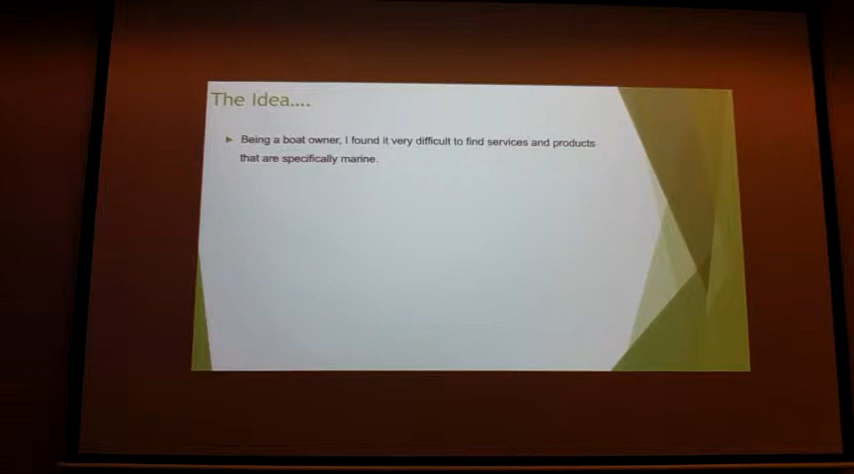 The Idea....
Being a boat owner, I found it very difficult to find services and products
that are specifically marine.